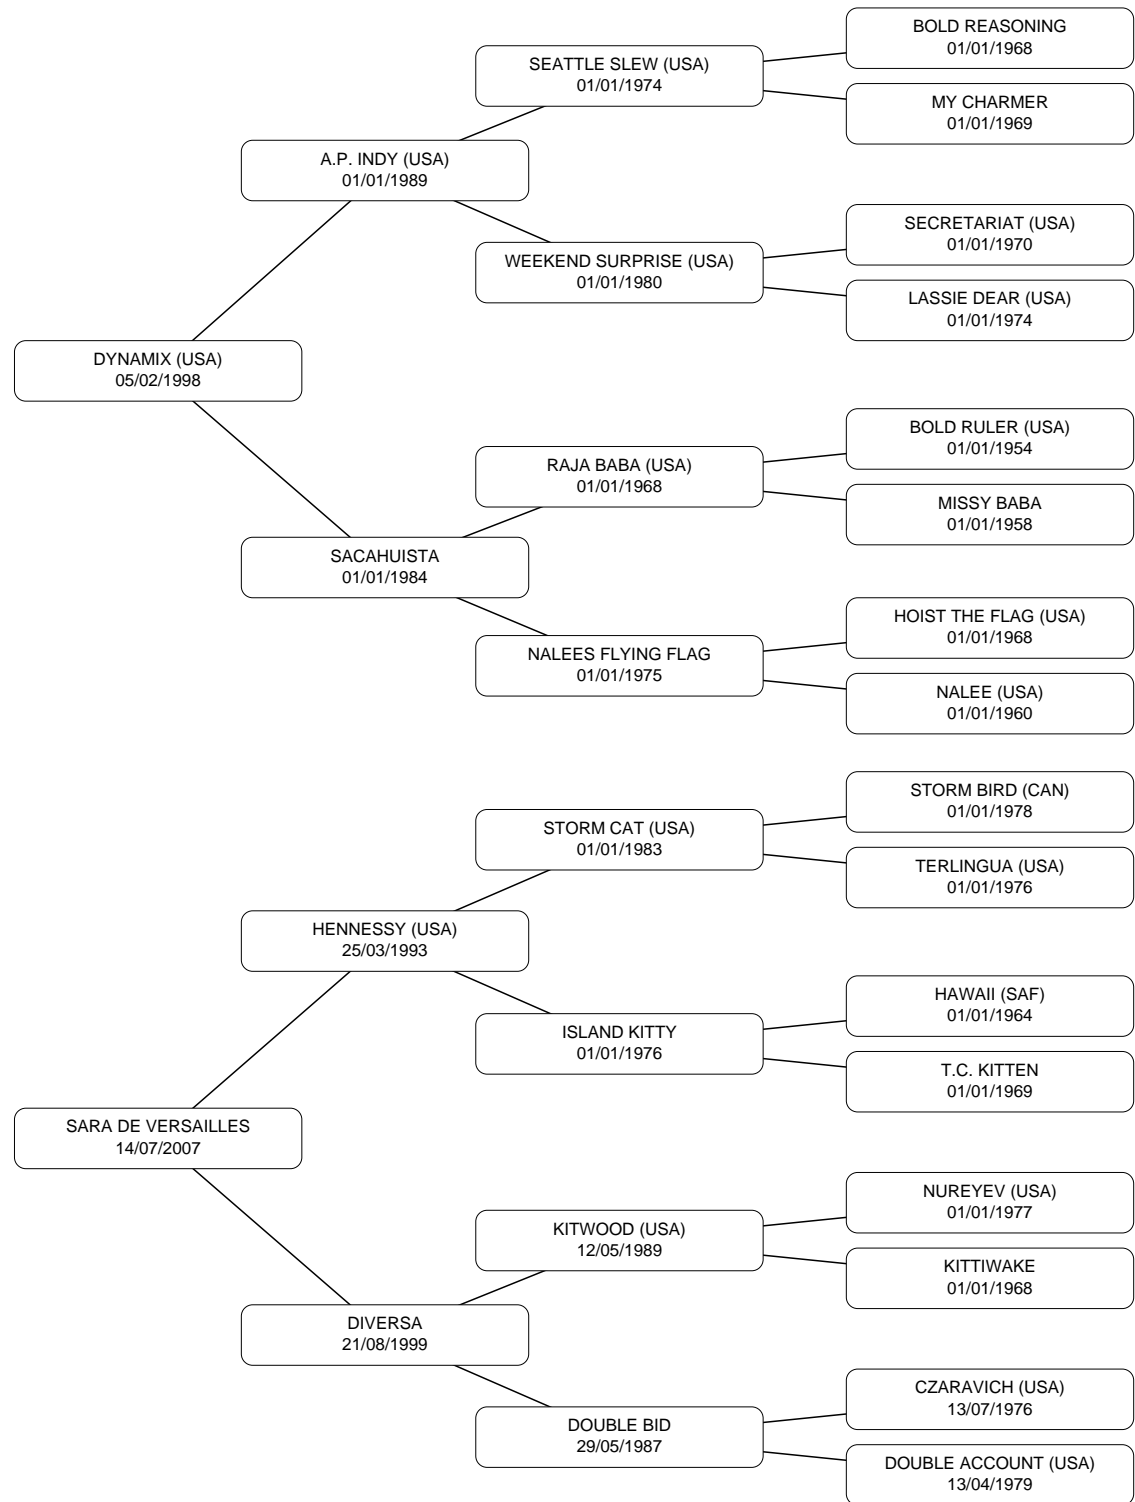 BOLD REASONING
01/01/1968
SEATTLE SLEW (USA)
01/01/1974
MY CHARMER
01/01/1969
A.P. INDY (USA)
01/01/1989
SECRETARIAT (USA)
01/01/1970
WEEKEND SURPRISE (USA)
01/01/1980
LASSIE DEAR (USA)
01/01/1974
DYNAMIX (USA)
05/02/1998
BOLD RULER (USA)
01/01/1954
RAJA BABA (USA)
01/01/1968
MISSY BABA
01/01/1958
SACAHUISTA
01/01/1984
HOIST THE FLAG (USA)
01/01/1968
NALEES FLYING FLAG
01/01/1975
NALEE (USA)
01/01/1960
STORM BIRD (CAN)
01/01/1978
STORM CAT (USA)
01/01/1983
TERLINGUA (USA)
01/01/1976
HENNESSY (USA)
25/03/1993
HAWAII (SAF)
01/01/1964
ISLAND KITTY
01/01/1976
T.C. KITTEN
01/01/1969
SARA DE VERSAILLES
14/07/2007
NUREYEV (USA)
01/01/1977
KITWOOD (USA)
12/05/1989
KITTIWAKE
01/01/1968
DIVERSA
21/08/1999
CZARAVICH (USA)
13/07/1976
DOUBLE BID
29/05/1987
DOUBLE ACCOUNT (USA)
13/04/1979